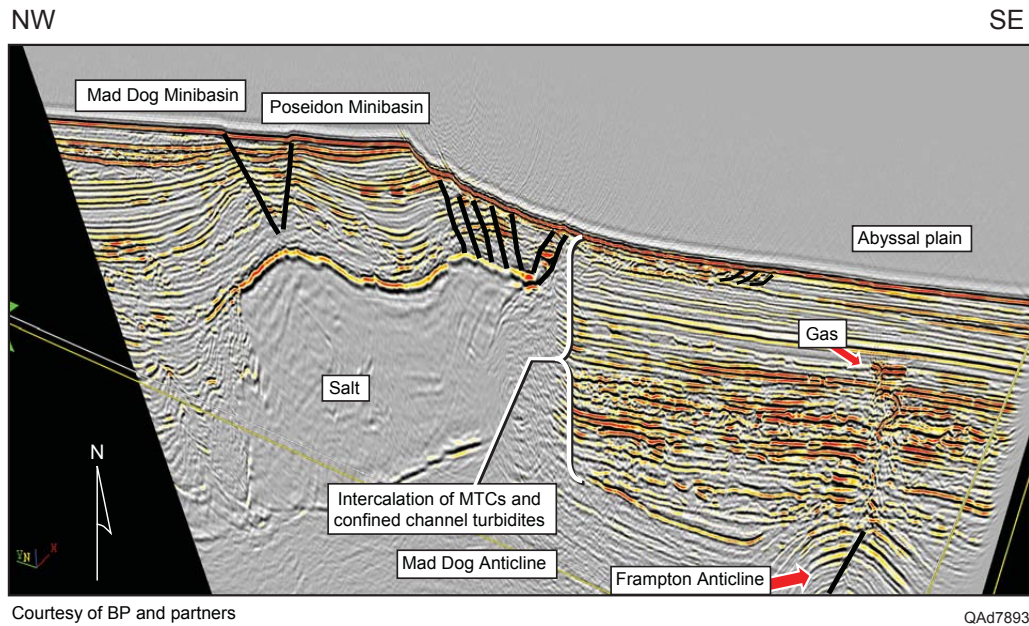 NW
SE
Mad Dog Minibasin
Poseidon Minibasin
Abyssal plain
Gas
Salt
N
Intercalation of MTCs and
confined channel turbidites
Mad Dog Anticline
Frampton Anticline
Courtesy of BP and partners
QAd7893